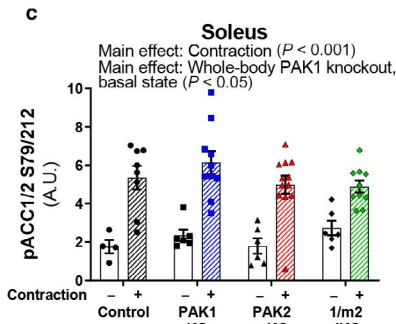 c
Soleus
Main effect: Contraction (P < 0.001)
Main effect: Whole-body PAK1 knockout,
basal state (P < 0.05)
pACC1/2 S79/212
(A.U.)
10
8
6
4
2
0
Contraction – + – + – + – +
Control PAK1 PAK2 1/m2